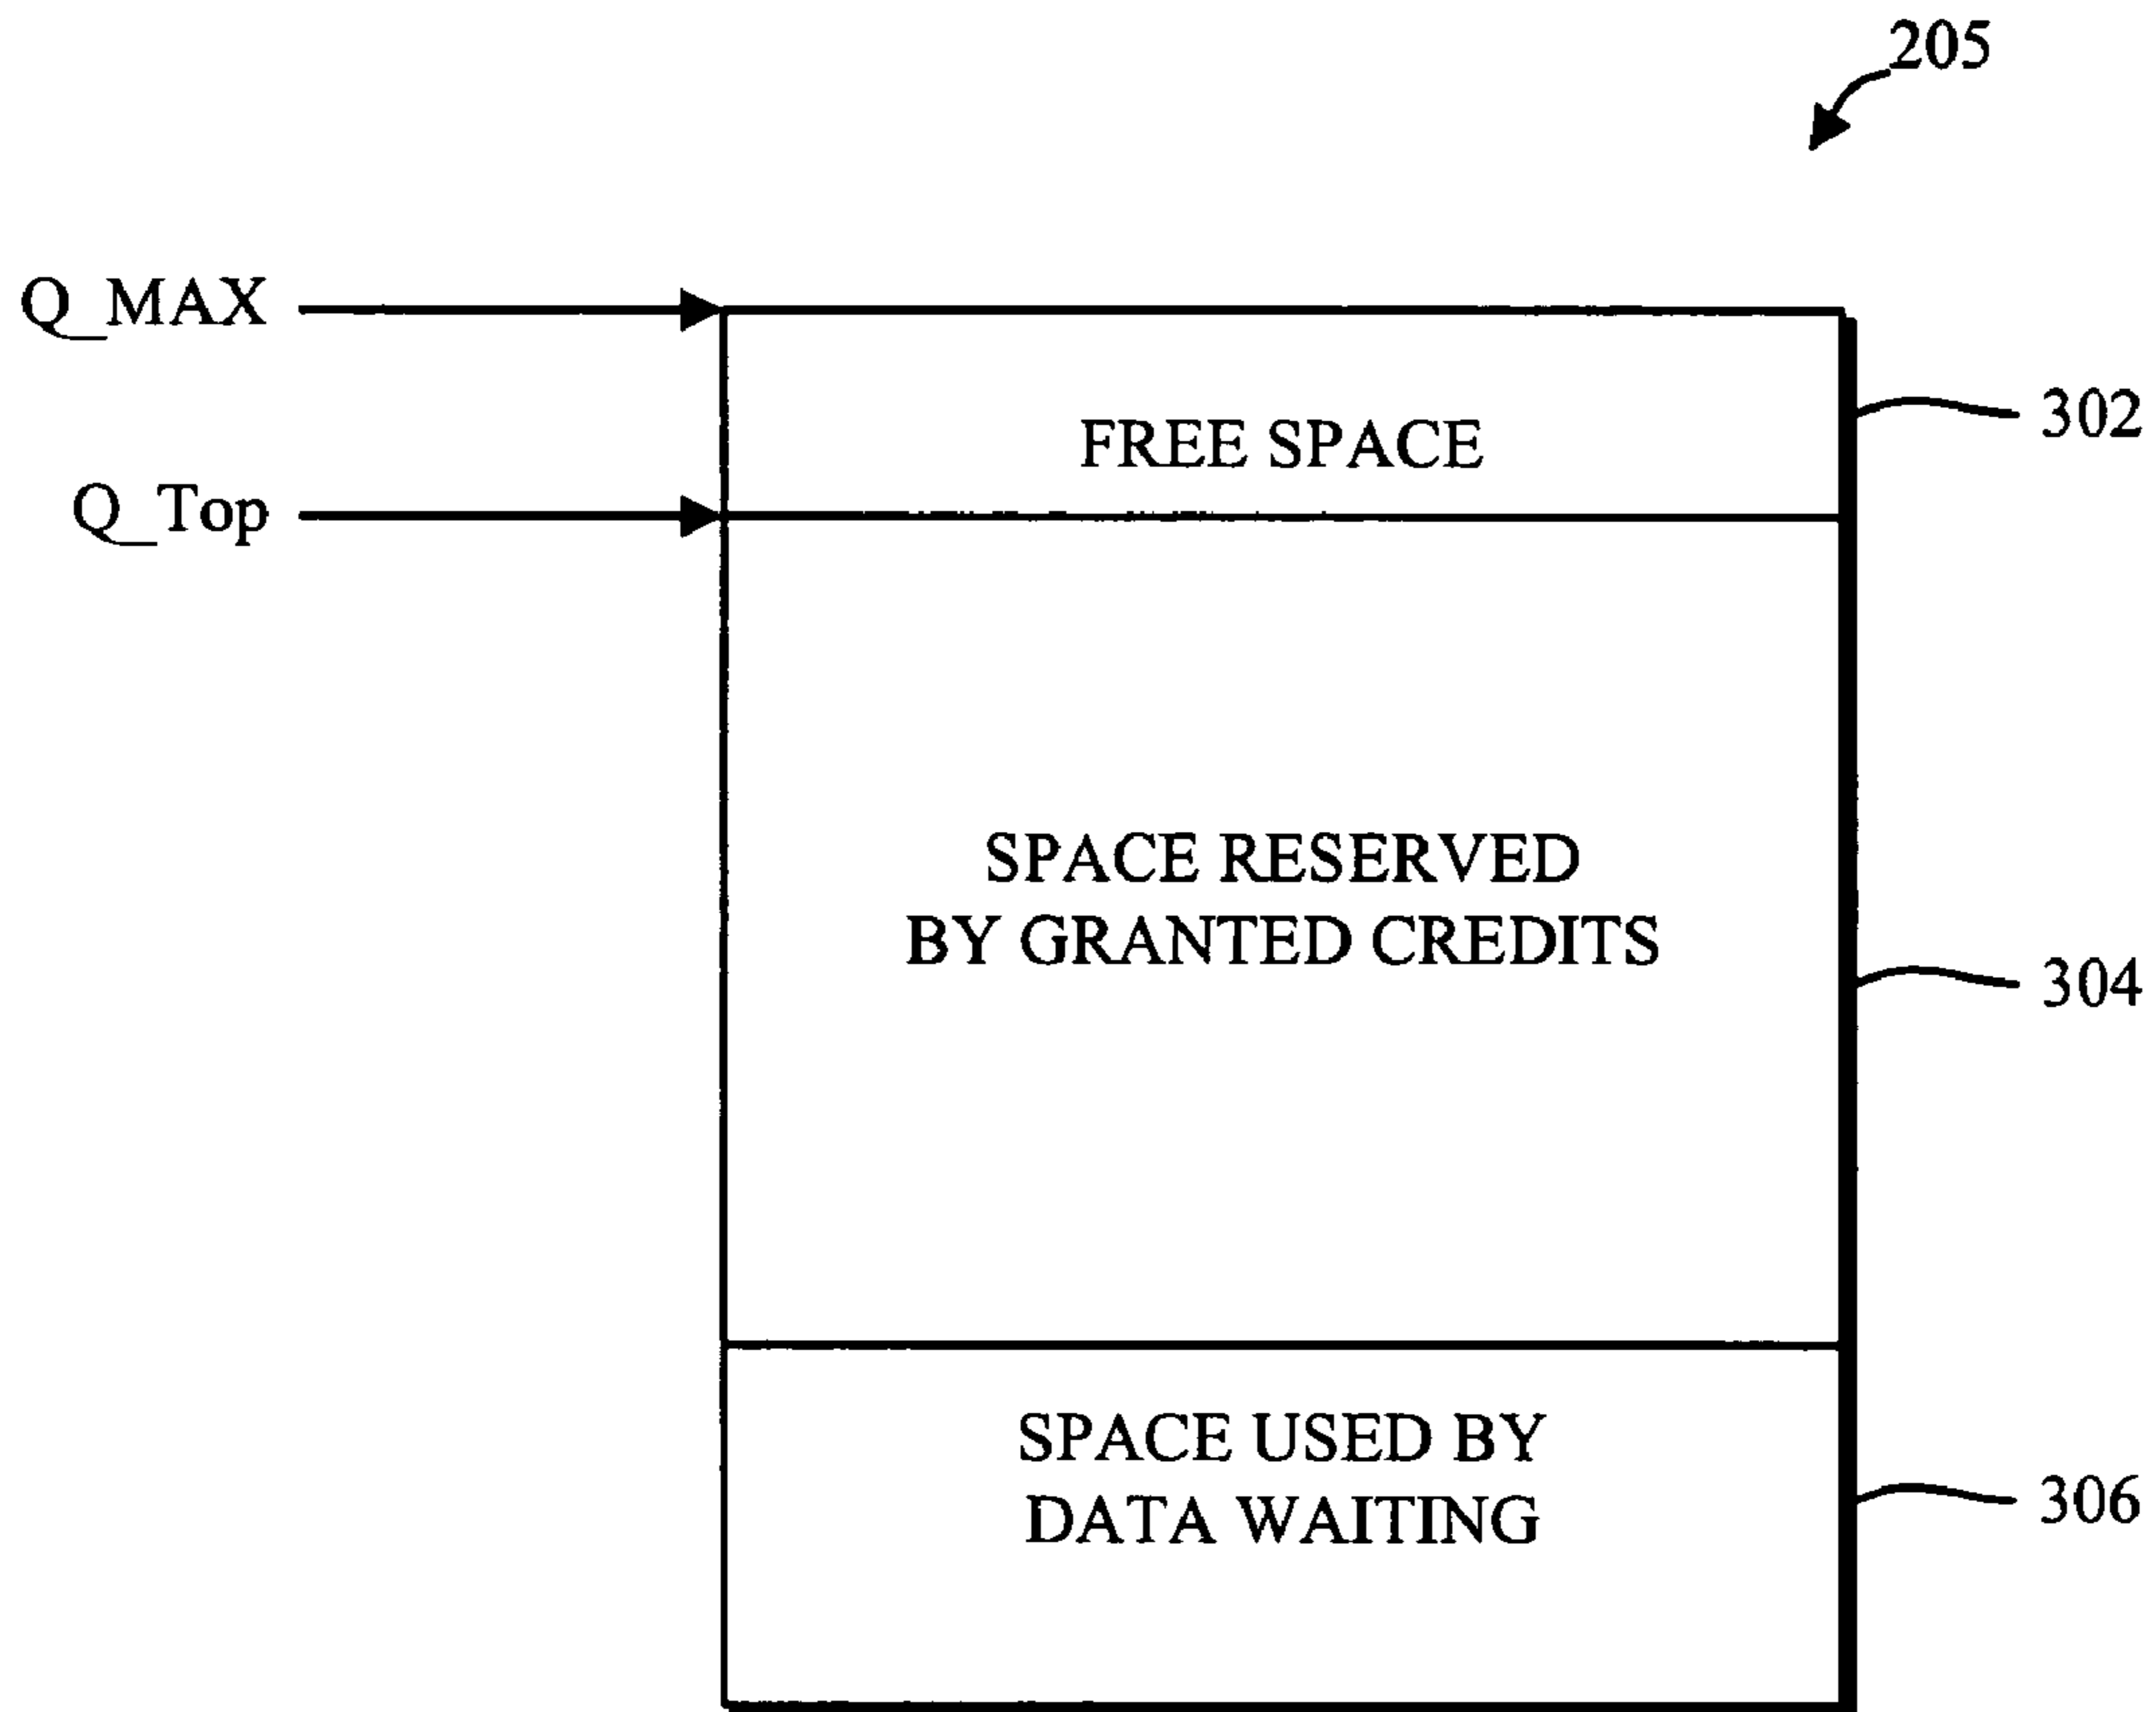 205
Q_MAX
302
FREE SPACE
Q_Top
SPACE RESERVED
BY GRANTED CREDITS
304
SPACE USED BY
DATA WAITING
306